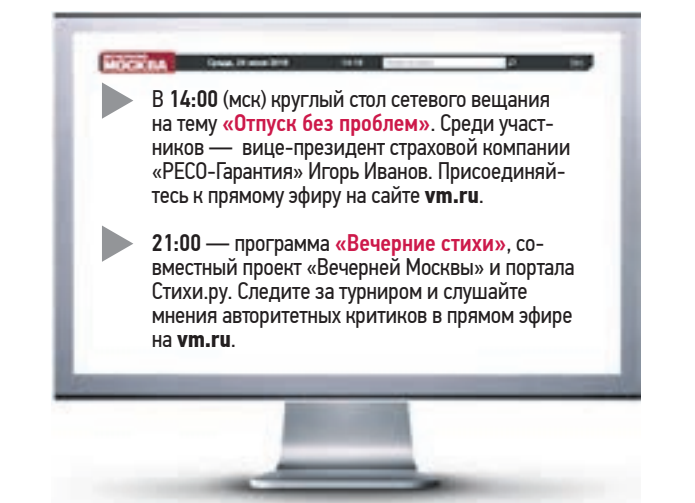 МОСКВА
В 14:00 (мск) круглый стол сетевого вещания
на тему «Отпуск без проблем». Среди участ-
ников — вице-президент страховой компании
«РЕСО-Гарантия» Игорь Иванов. Присоединяй-
тесь к прямому эфиру на сайте vm.ru.
21:00 — программа «Вечерние стихи», со-
вместный проект «Вечерней Москвы» и портала
Стихи.ру. Следите за турниром и слушайте
мнения авторитетных критиков в прямом эфире
на vm.ru.